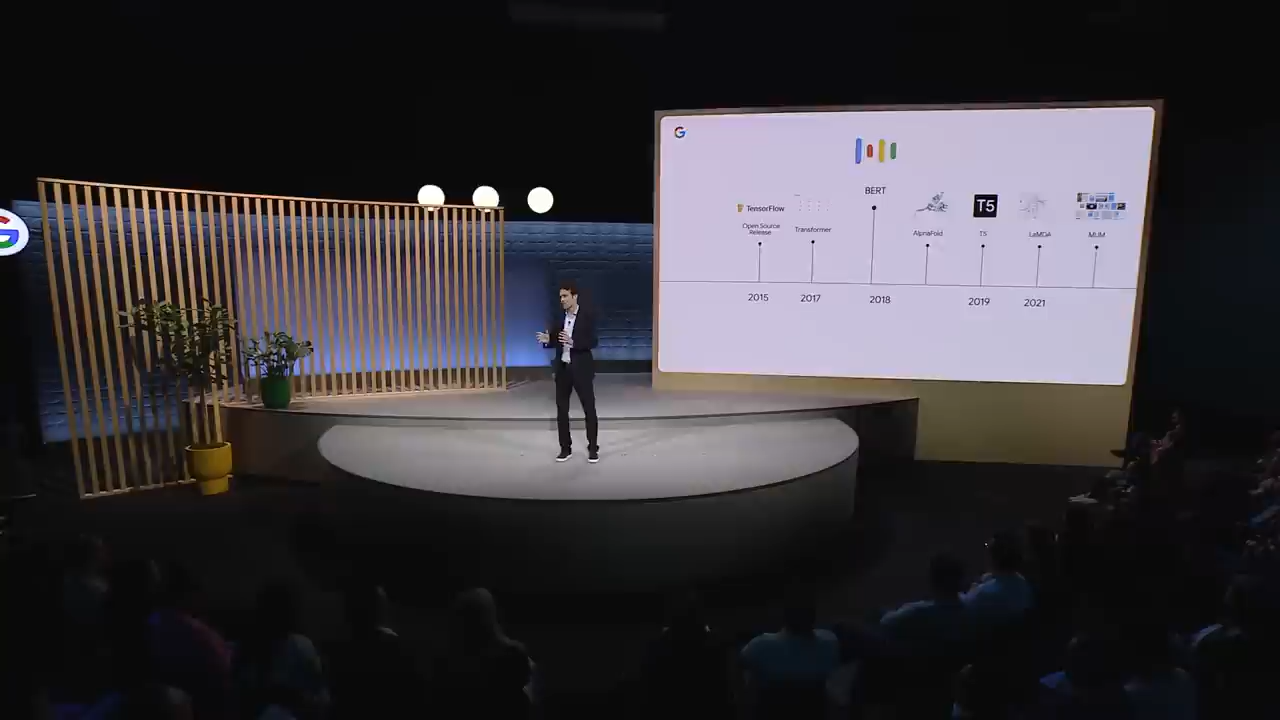 BERT
TensorFlow
T5
Open Source
Release
Transformer
AlphaFold
T5
LaMDA
MUM
2015
2017
2018
2019
2021